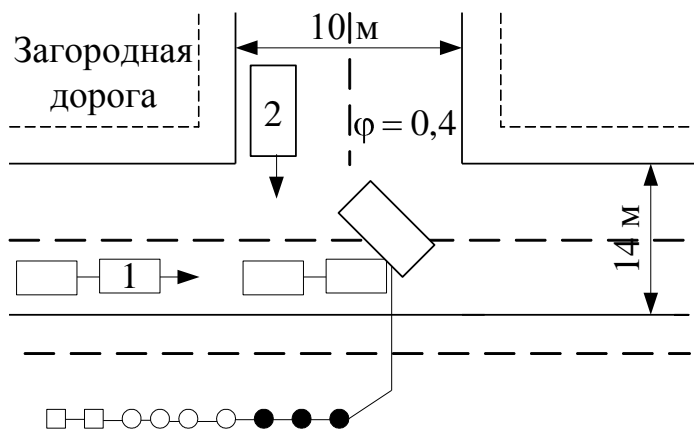 Загородная
дорога
10 м
2
φ = 0,4
14 м
1